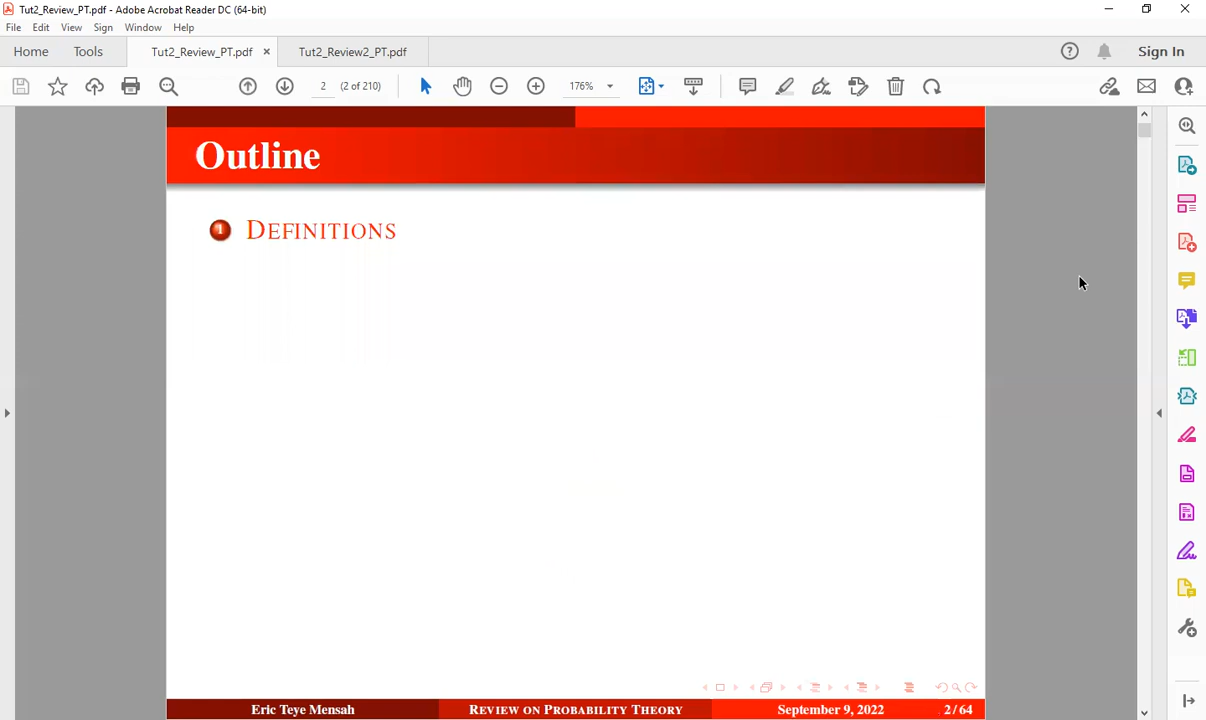 Tut2_Review_PT.pdf - Adobe Acrobat Reader DC (64-bit)
File Edit View Sign Window Help
Home Tools Tut2_Review_PT.pdf × Tut2_Review2_PT.pdf Sign In
2 (2 of 210) 176%
Outline
1 DEFINITIONS
Eric Teye Mensah REVIEW ON PROBABILITY THEORY September 9, 2022 2/64